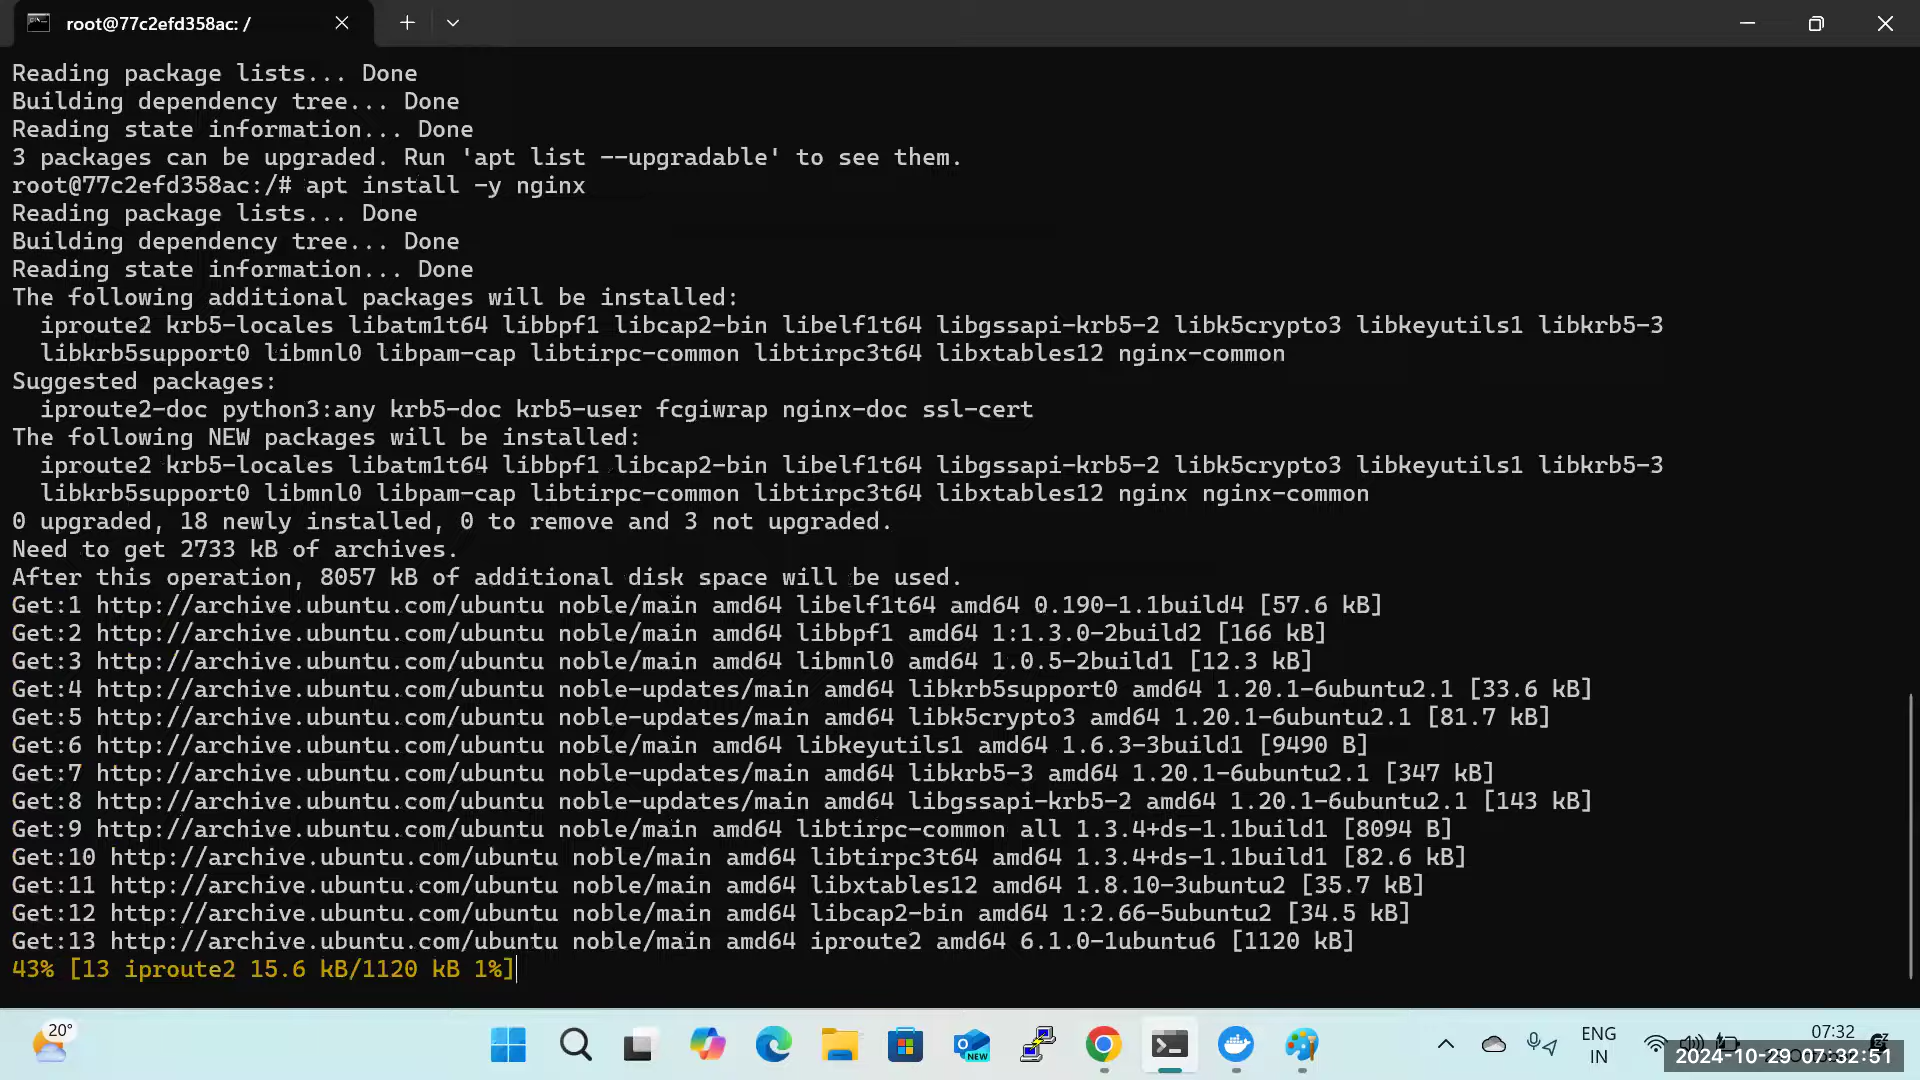 root@77c2efd358ac: /
Reading package lists... Done
Building dependency tree... Done
Reading state information... Done
3 packages can be upgraded. Run 'apt list --upgradable' to see them.
root@77c2efd358ac:/# apt install -y nginx
Reading package lists... Done
Building dependency tree... Done
Reading state information... Done
The following additional packages will be installed:
iproute2 krb5-locales libatm1t64 libbpf1 libcap2-bin libelf1t64 libgssapi-krb5-2 libk5crypto3 libkeyutils1 libkrb5-3
libkrb5support0 libmnl0 libpam-cap libtirpc-common libtirpc3t64 libxtables12 nginx-common
Suggested packages:
iproute2-doc python3:any krb5-doc krb5-user fcgiwrap nginx-doc ssl-cert
The following NEW packages will be installed:
iproute2 krb5-locales libatm1t64 libbpf1 libcap2-bin libelf1t64 libgssapi-krb5-2 libk5crypto3 libkeyutils1 libkrb5-3
libkrb5support0 libmnl0 libpam-cap libtirpc-common libtirpc3t64 libxtables12 nginx nginx-common
0 upgraded, 18 newly installed, 0 to remove and 3 not upgraded.
Need to get 2733 kB of archives.
After this operation, 8057 kB of additional disk space will be used.
Get:1 http://archive.ubuntu.com/ubuntu noble/main amd64 libelf1t64 amd64 0.190-1.1build4 [57.6 kB]
Get:2 http://archive.ubuntu.com/ubuntu noble/main amd64 libbpf1 amd64 1:1.3.0-2build2 [166 kB]
Get:3 http://archive.ubuntu.com/ubuntu noble/main amd64 libmnl0 amd64 1.0.5-2build1 [12.3 kB]
Get:4 http://archive.ubuntu.com/ubuntu noble-updates/main amd64 libkrb5support0 amd64 1.20.1-6ubuntu2.1 [33.6 kB]
Get:5 http://archive.ubuntu.com/ubuntu noble-updates/main amd64 libk5crypto3 amd64 1.20.1-6ubuntu2.1 [81.7 kB]
Get:6 http://archive.ubuntu.com/ubuntu noble/main amd64 libkeyutils1 amd64 1.6.3-3build1 [9490 B]
Get:7 http://archive.ubuntu.com/ubuntu noble-updates/main amd64 libkrb5-3 amd64 1.20.1-6ubuntu2.1 [347 kB]
Get:8 http://archive.ubuntu.com/ubuntu noble-updates/main amd64 libgssapi-krb5-2 amd64 1.20.1-6ubuntu2.1 [143 kB]
Get:9 http://archive.ubuntu.com/ubuntu noble/main amd64 libtirpc-common all 1.3.4+ds-1.1build1 [8094 B]
Get:10 http://archive.ubuntu.com/ubuntu noble/main amd64 libtirpc3t64 amd64 1.3.4+ds-1.1build1 [82.6 kB]
Get:11 http://archive.ubuntu.com/ubuntu noble/main amd64 libxtables12 amd64 1.8.10-3ubuntu2 [35.7 kB]
Get:12 http://archive.ubuntu.com/ubuntu noble/main amd64 libcap2-bin amd64 1:2.66-5ubuntu2 [34.5 kB]
Get:13 http://archive.ubuntu.com/ubuntu noble/main amd64 iproute2 amd64 6.1.0-1ubuntu6 [1120 kB]
43% [13 iproute2 15.6 kB/1120 kB 1%]
20°
NEW
ENG
IN
07:32
2024-10-29 07:32:51